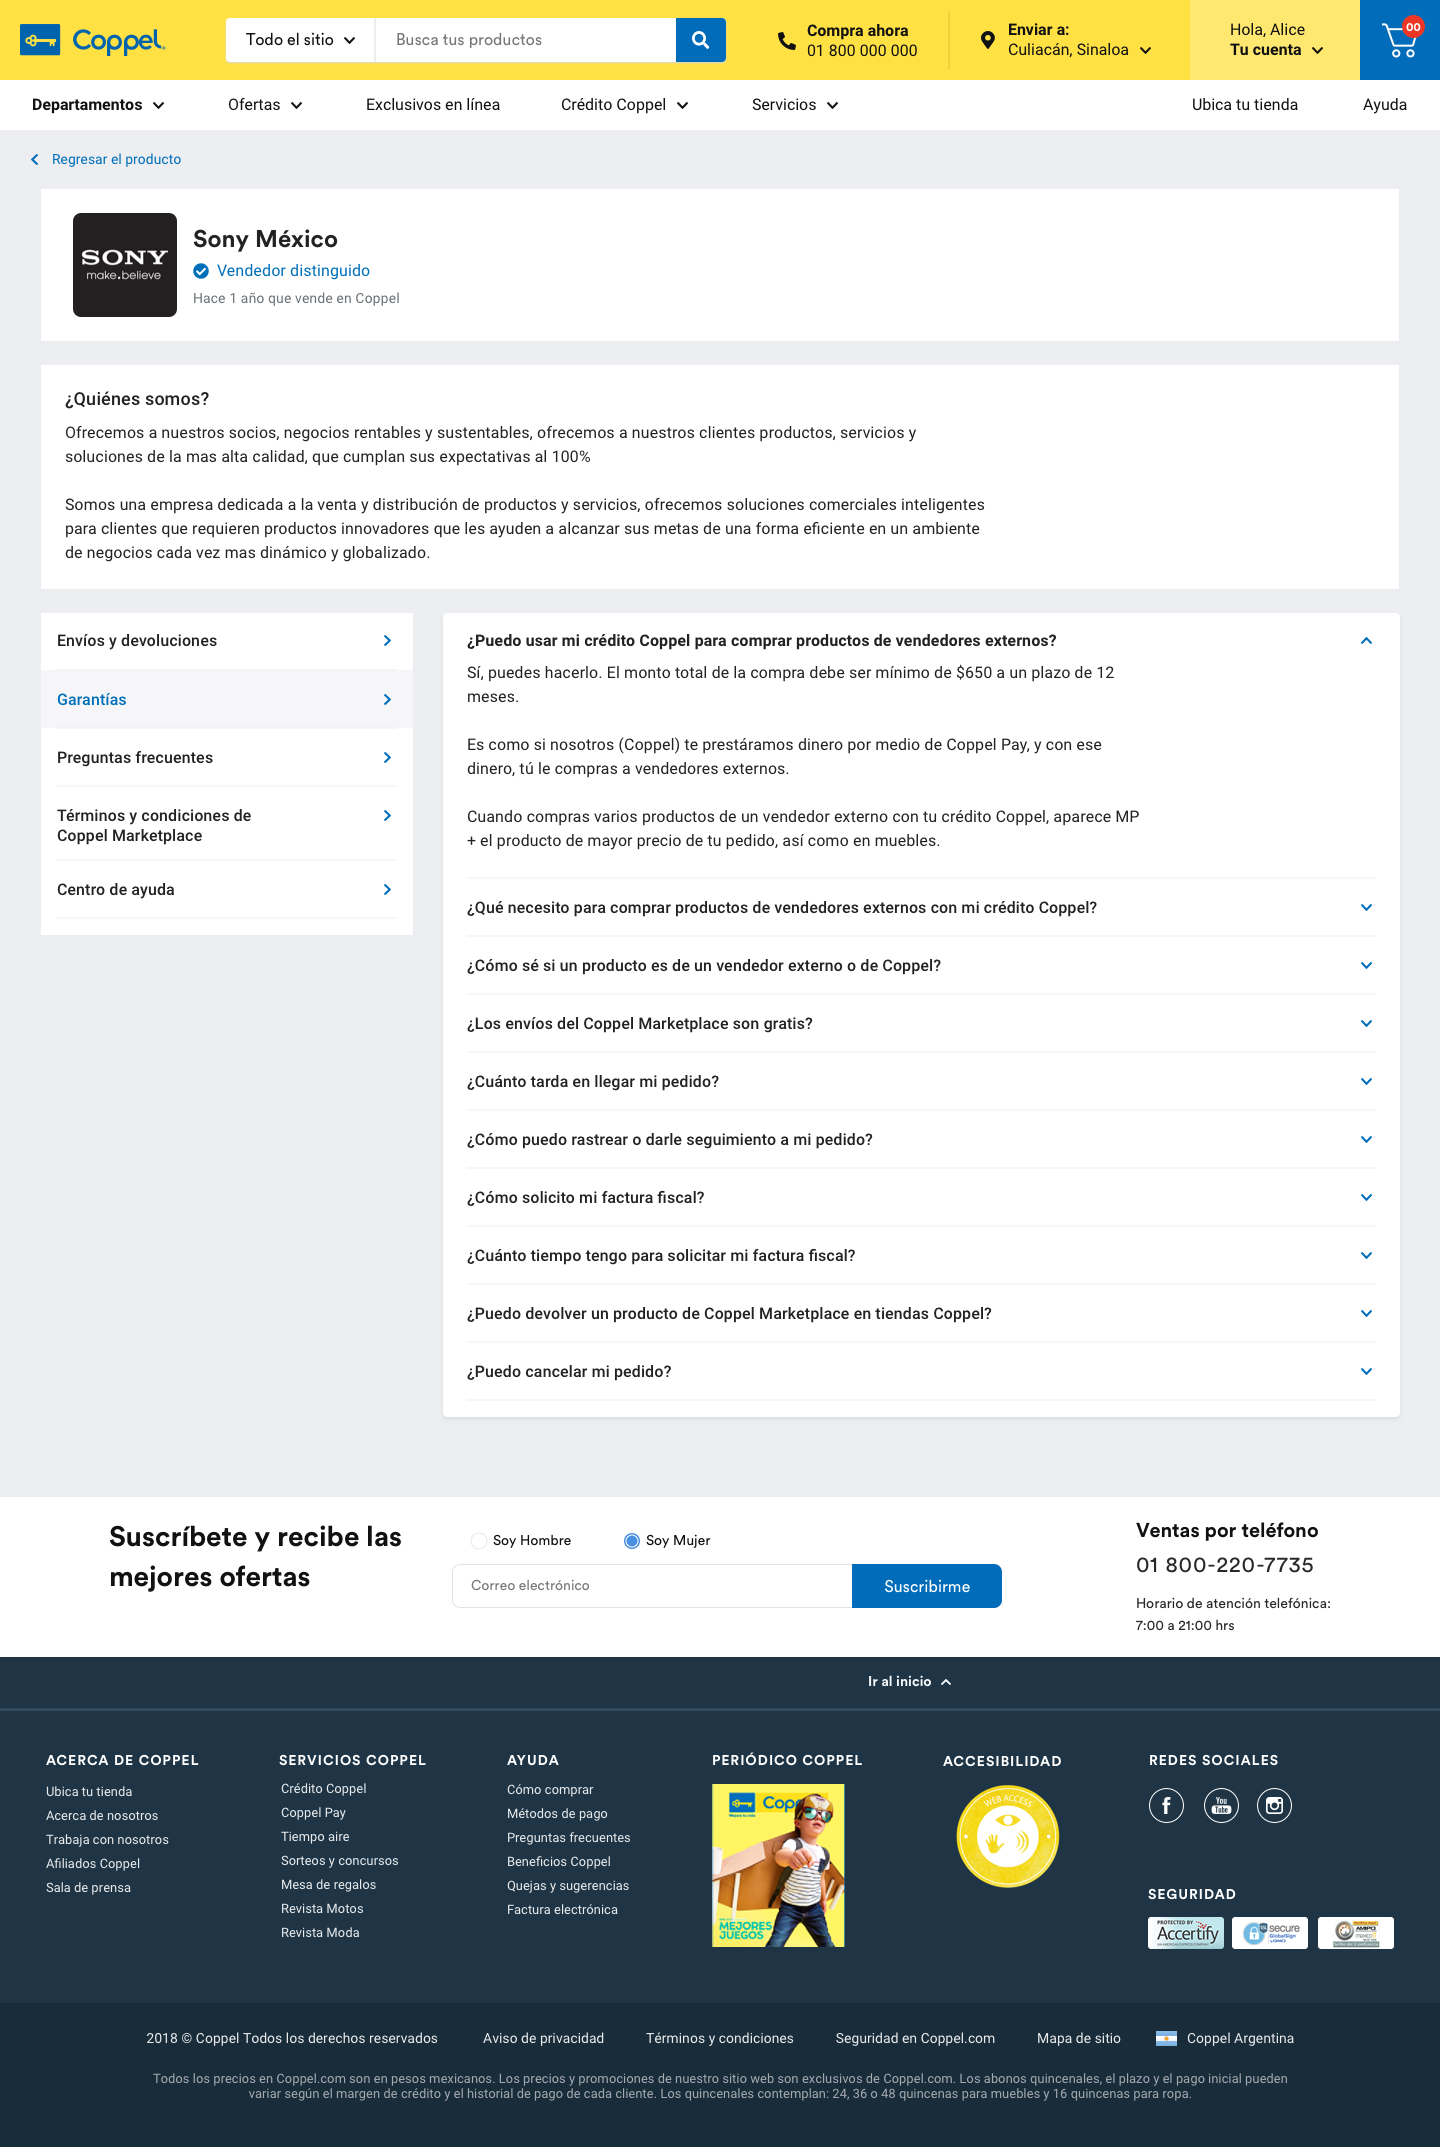 Coppel
Todo el sitio
Busca tus productos
Compra ahora
01 800 000 000
Enviar a:
Culiacán, Sinaloa
Hola, Alice
Tu cuenta
00
Departamentos
Ofertas
Exclusivos en línea
Crédito Coppel
Servicios
Ubica tu tienda
Ayuda
Regresar el producto
SONY
make.believe
Sony México
Vendedor distinguido
Hace 1 año que vende en Coppel
¿Quiénes somos?
Ofrecemos a nuestros socios, negocios rentables y sustentables, ofrecemos a nuestros clientes productos, servicios y
soluciones de la mas alta calidad, que cumplan sus expectativas al 100%
Somos una empresa dedicada a la venta y distribución de productos y servicios, ofrecemos soluciones comerciales inteligentes
para clientes que requieren productos innovadores que les ayuden a alcanzar sus metas de una forma eficiente en un ambiente
de negocios cada vez mas dinámico y globalizado.
Envíos y devoluciones
Garantías
Preguntas frecuentes
Términos y condiciones de
Coppel Marketplace
Centro de ayuda
¿Puedo usar mi crédito Coppel para comprar productos de vendedores externos?
Sí, puedes hacerlo. El monto total de la compra debe ser mínimo de $650 a un plazo de 12
meses.
Es como si nosotros (Coppel) te prestáramos dinero por medio de Coppel Pay, y con ese
dinero, tú le compras a vendedores externos.
Cuando compras varios productos de un vendedor externo con tu crédito Coppel, aparece MP
+ el producto de mayor precio de tu pedido, así como en muebles.
¿Qué necesito para comprar productos de vendedores externos con mi crédito Coppel?
¿Cómo sé si un producto es de un vendedor externo o de Coppel?
¿Los envíos del Coppel Marketplace son gratis?
¿Cuánto tarda en llegar mi pedido?
¿Cómo puedo rastrear o darle seguimiento a mi pedido?
¿Cómo solicito mi factura fiscal?
¿Cuánto tiempo tengo para solicitar mi factura fiscal?
¿Puedo devolver un producto de Coppel Marketplace en tiendas Coppel?
¿Puedo cancelar mi pedido?
Suscríbete y recibe las
mejores ofertas
Soy Hombre
Soy Mujer
Correo electrónico
Suscribirme
Ventas por teléfono
01 800-220-7735
Horario de atención telefónica:
7:00 a 21:00 hrs
Ir al inicio
ACERCA DE COPPEL
Ubica tu tienda
Acerca de nosotros
Trabaja con nosotros
Afiliados Coppel
Sala de prensa
SERVICIOS COPPEL
Crédito Coppel
Coppel Pay
Tiempo aire
Sorteos y concursos
Mesa de regalos
Revista Motos
Revista Moda
AYUDA
Cómo comprar
Métodos de pago
Preguntas frecuentes
Beneficios Coppel
Quejas y sugerencias
Factura electrónica
PERIÓDICO COPPEL
MEJORES
JUEGOS
ACCESIBILIDAD
WEB ACCESS
REDES SOCIALES
You
Tube
SEGURIDAD
PROTECTED BY
Accertify
secure
GlobalSign
AMIPCI
2018 © Coppel Todos los derechos reservados
Aviso de privacidad
Términos y condiciones
Seguridad en Coppel.com
Mapa de sitio
Coppel Argentina
Todos los precios en Coppel.com son en pesos mexicanos. Los precios y promociones de nuestro sitio web son exclusivos de Coppel.com. Los abonos quincenales, el plazo y el pago inicial pueden
variar según el margen de crédito y el historial de pago de cada cliente. Los quincenales contemplan: 24, 36 o 48 quincenas para muebles y 16 quincenas para ropa.